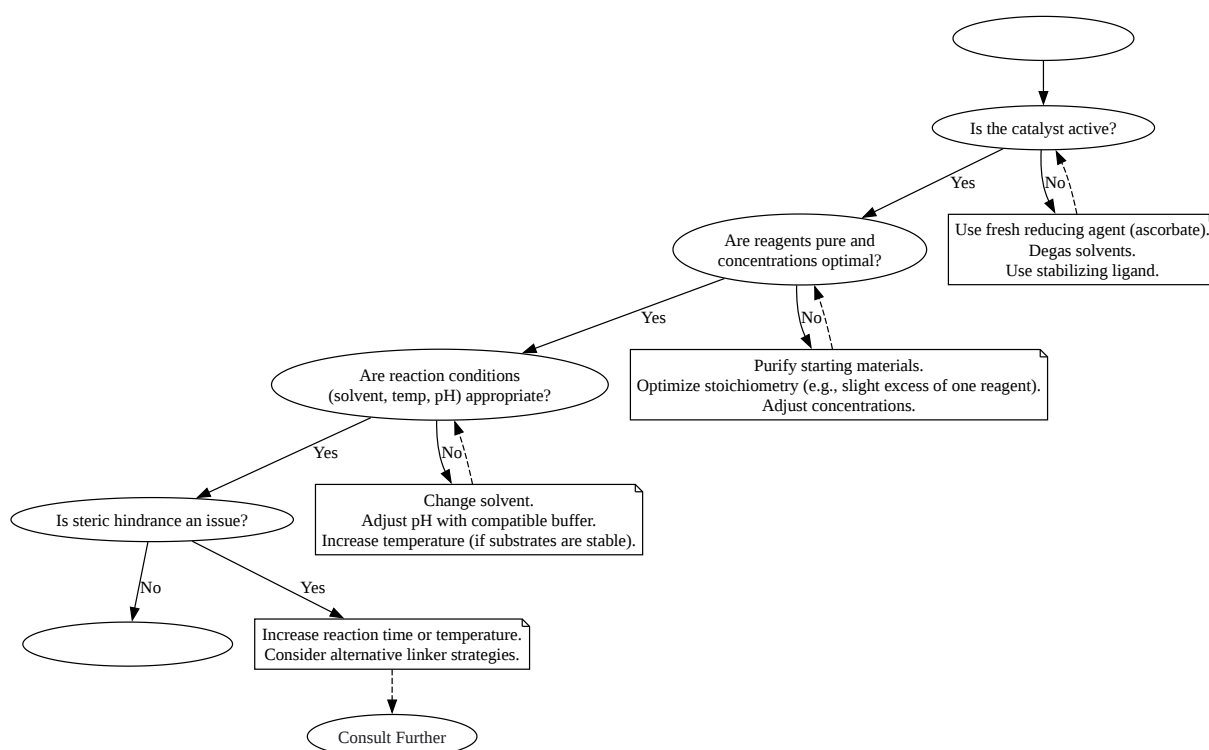 Is the catalyst active?
Yes
No
Use fresh reducing agent (ascorbate).
Degas solvents.
Use stabilizing ligand.
Are reagents pure and
concentrations optimal?
Yes
No
Purify starting materials.
Optimize stoichiometry (e.g., slight excess of one reagent).
Adjust concentrations.
Are reaction conditions
(solvent, temp, pH) appropriate?
Yes
No
Change solvent.
Adjust pH with compatible buffer.
Increase temperature (if substrates are stable).
Is steric hindrance an issue?
No
Yes
Increase reaction time or temperature.
Consider alternative linker strategies.
Consult Further